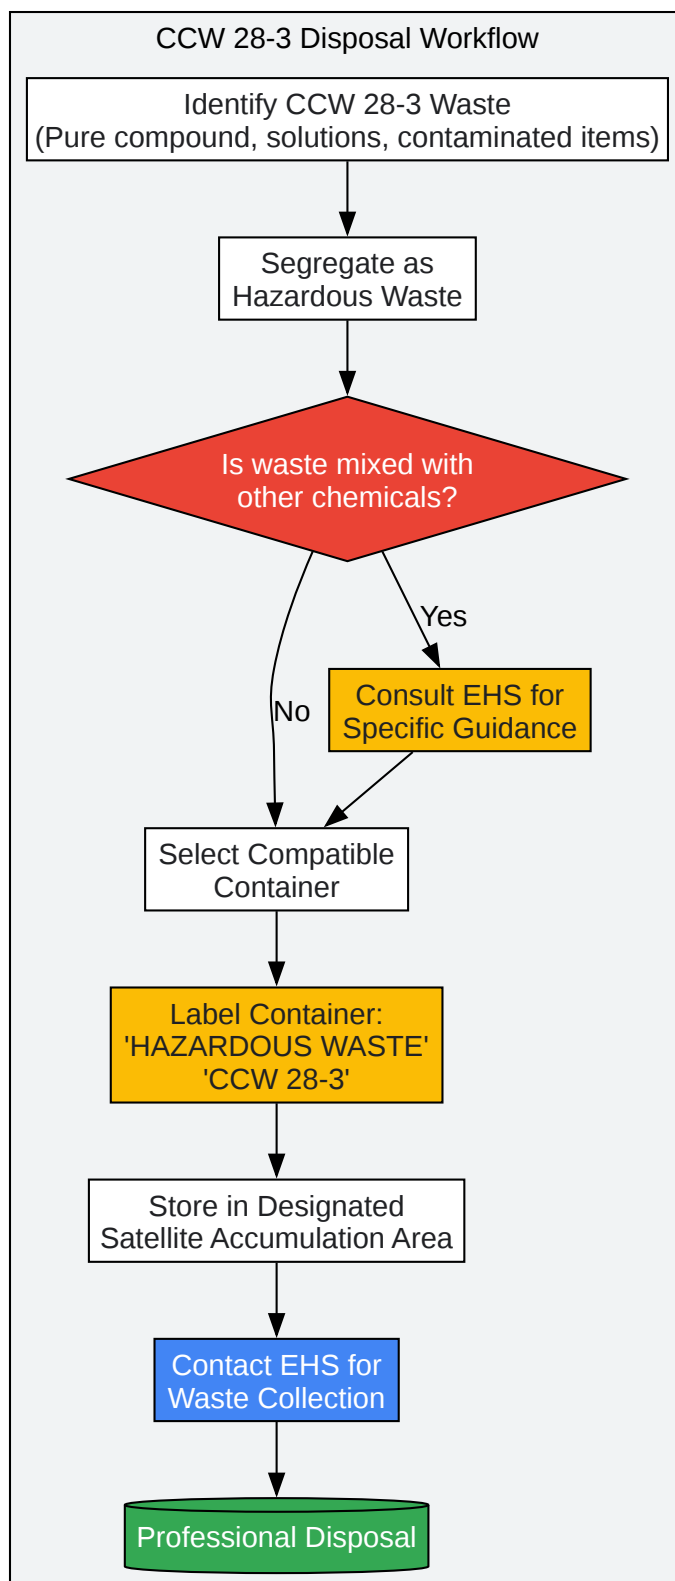 CCW 28-3 Disposal Workflow
Identify CCW 28-3 Waste
(Pure compound, solutions, contaminated items)
Segregate as
Hazardous Waste
Is waste mixed with
other chemicals?
Yes
Consult EHS for
Specific Guidance
No
Select Compatible
Container
Label Container:
'HAZARDOUS WASTE'
'CCW 28-3'
Store in Designated
Satellite Accumulation Area
Contact EHS for
Waste Collection
Professional Disposal